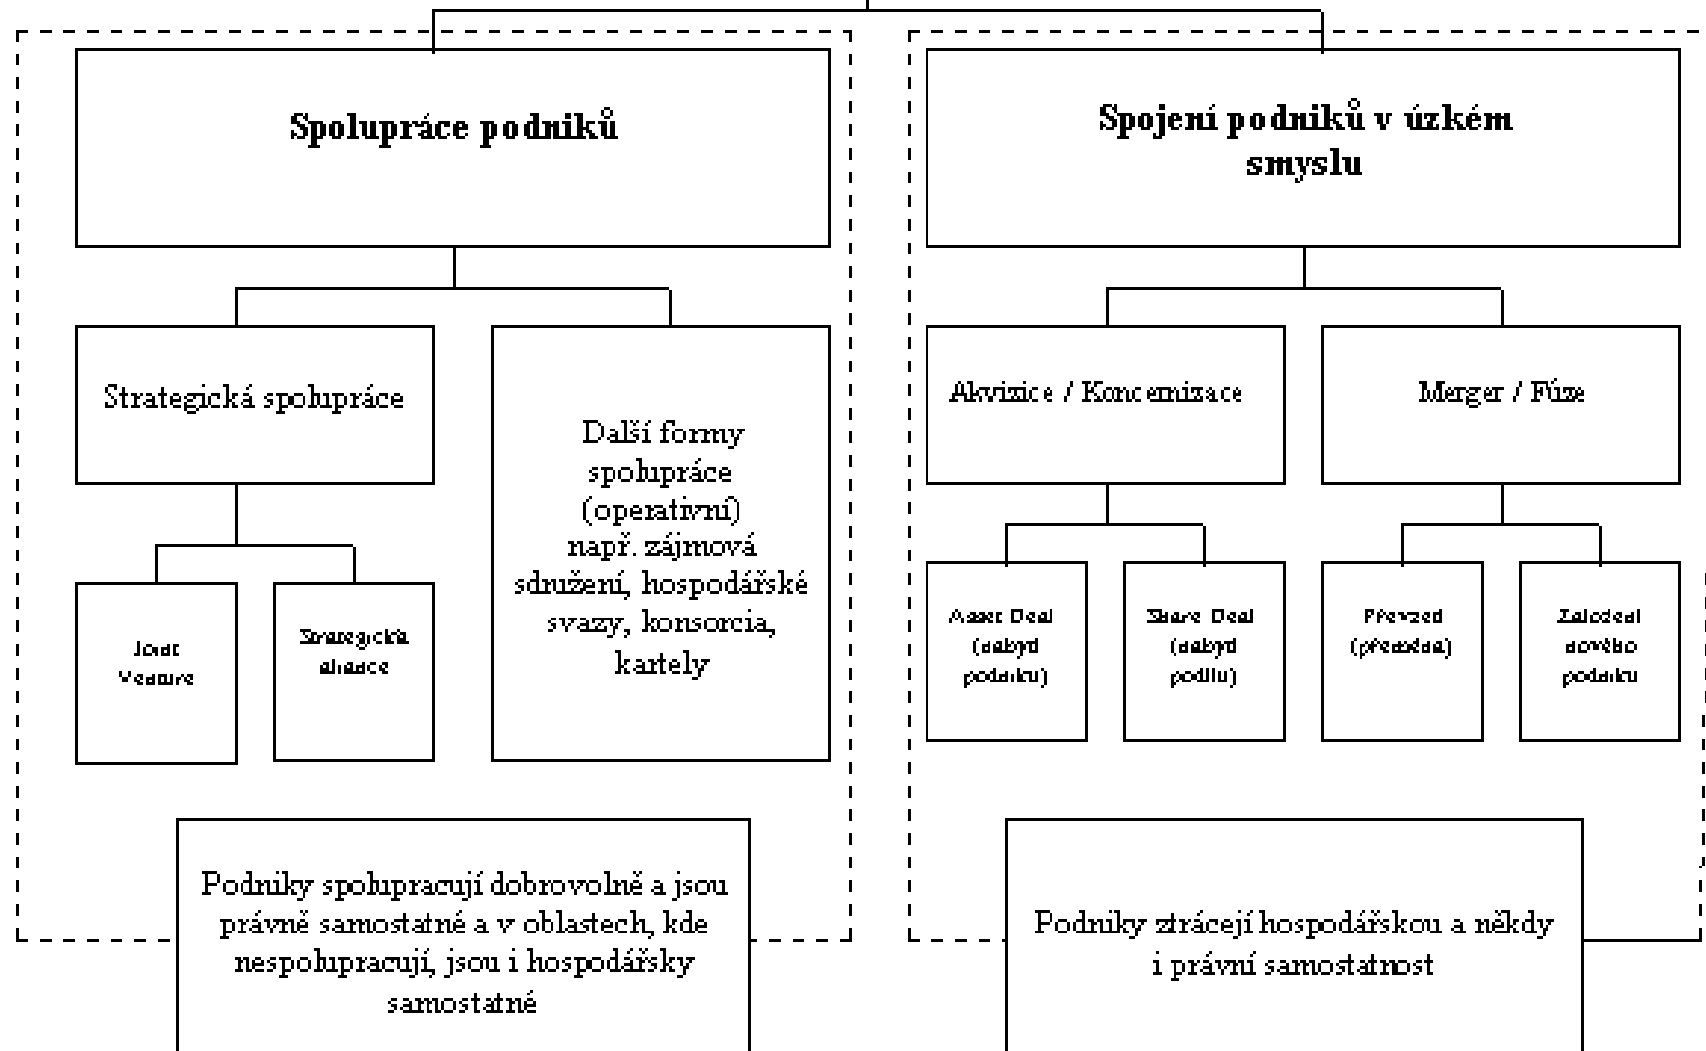 Spolupráce podniků
Spojení podniků v úzkém
smyslu
Strategická spolupráce
Další formy
spolupráce
(operativní)
např. zájmová
sdružení, hospodářské
svazy, konsorcia,
kartely
Akvizice / Koncernizace
Merger / Fúze
Joint
Venture
Strategická
aliance
Asset Deal
(nabytí
podniku)
Share Deal
(nabytí
podílu)
Převzetí
(přeměna)
Založení
nového
podniku
Podniky spolupracují dobrovolně a jsou
právně samostatné a v oblastech, kde
nespolupracují, jsou i hospodářsky
samostatné
Podniky ztrácejí hospodářskou a někdy
i právní samostatnost